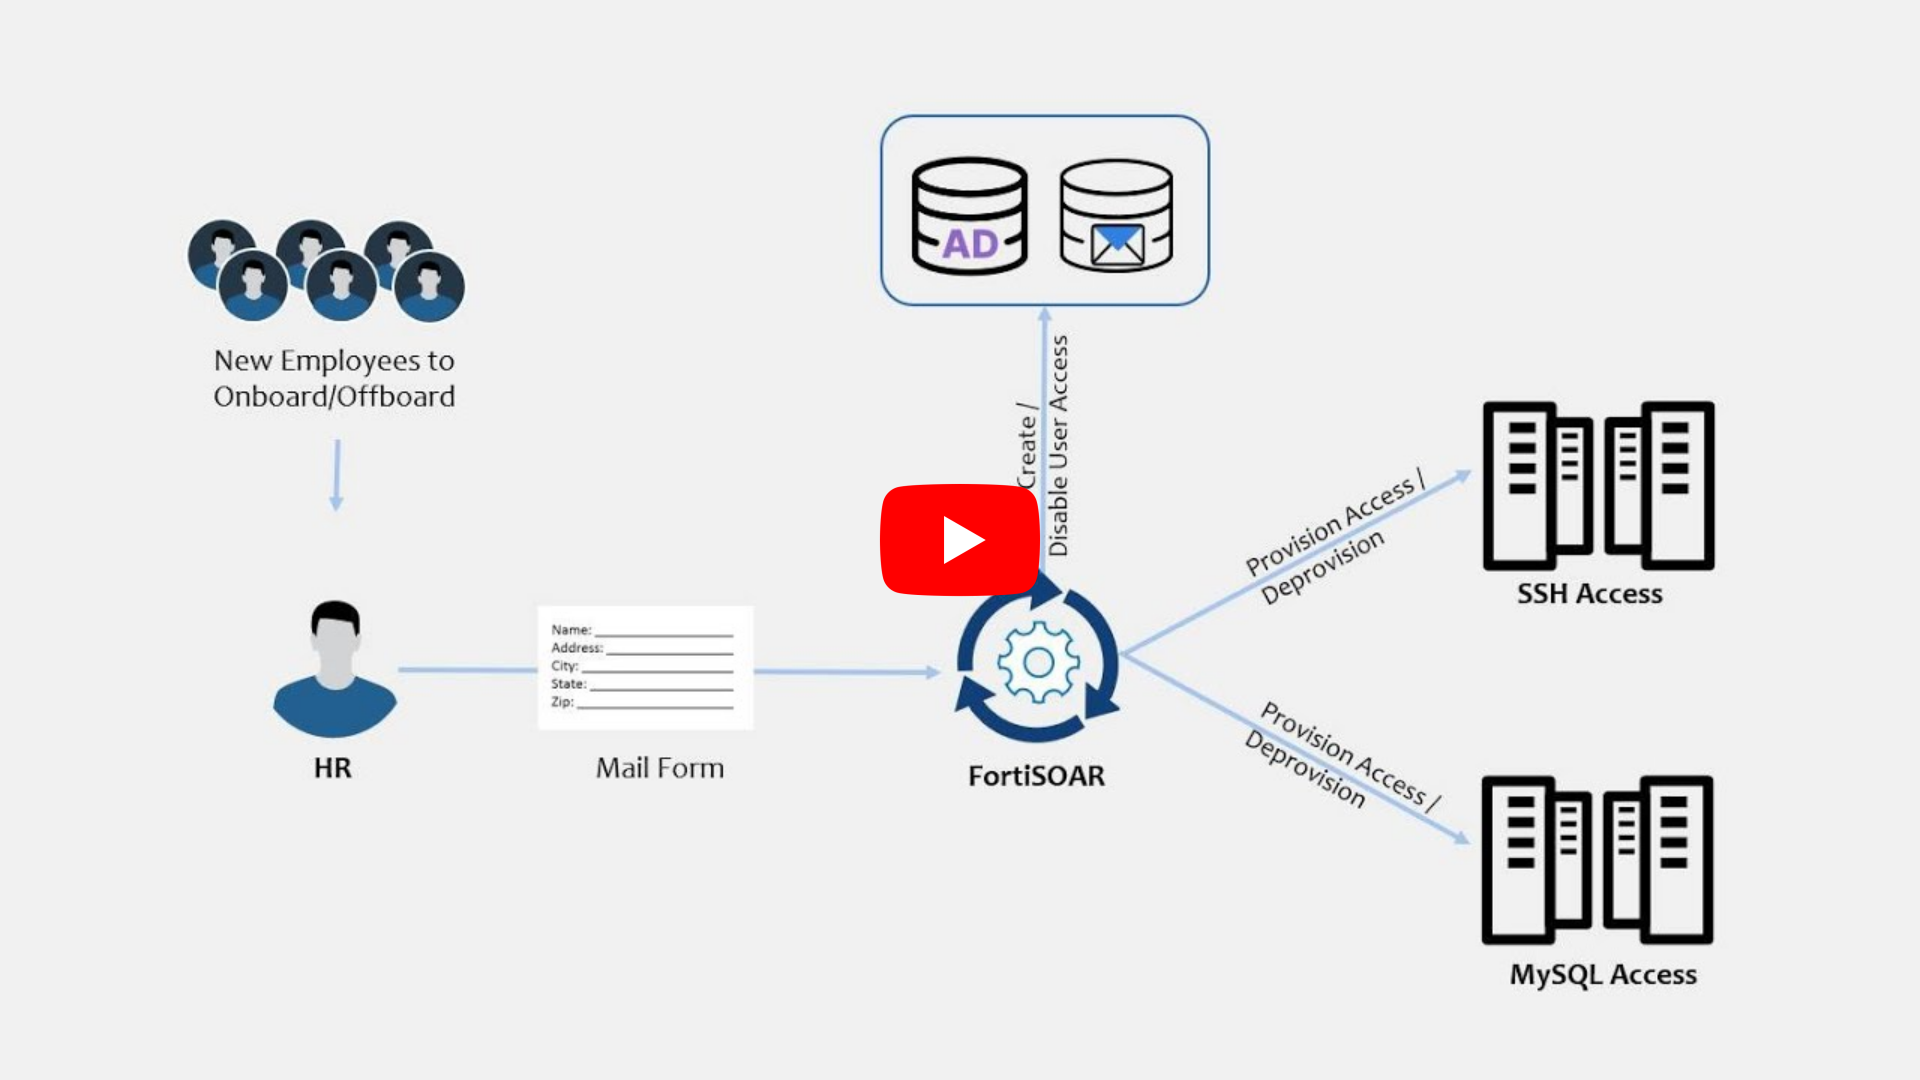 AD
New Employees to
Onboard/Offboard
Create /
Disable User Access
Provision Access /
Deprovision
SSH Access
Name:
Address:
City:
State:
Zip:
HR
Mail Form
FortiSOAR
Provision Access /
Deprovision
MySQL Access